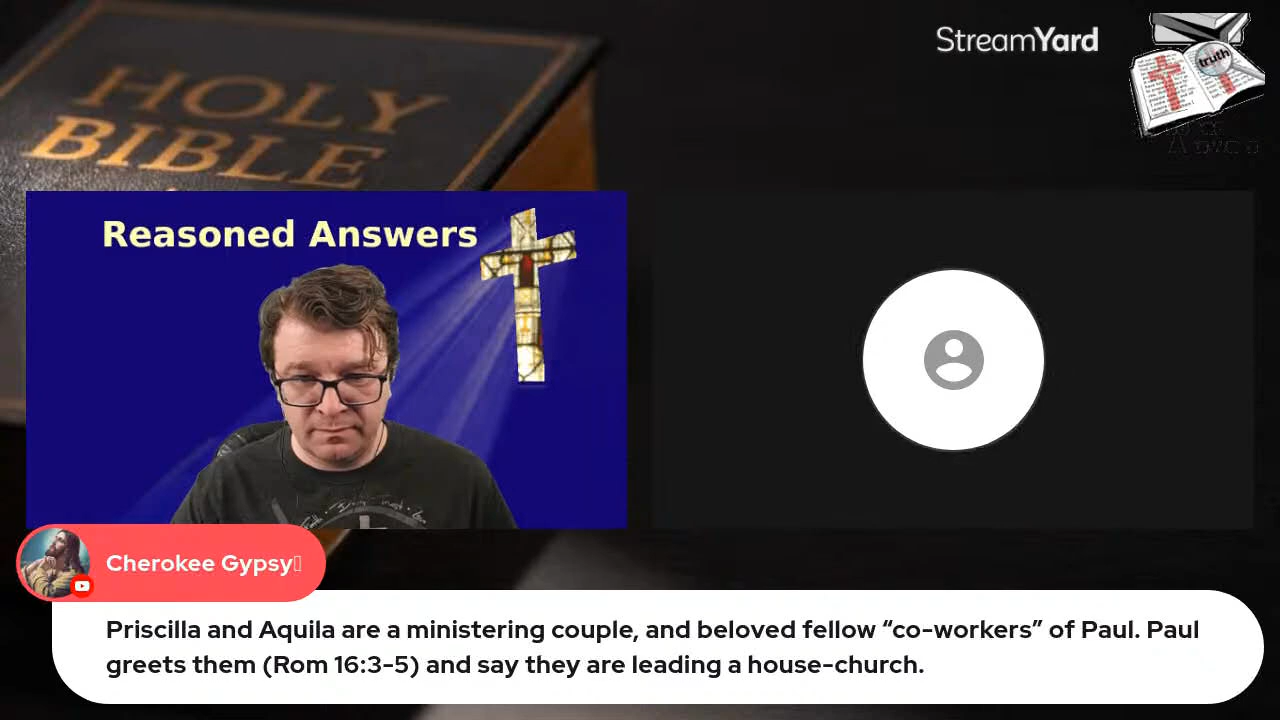 HOLY
BIBLE
StreamYard
truth
Reasoned Answers
Cherokee Gypsy
Priscilla and Aquila are a ministering couple, and beloved fellow “co-workers” of Paul. Paul
greets them (Rom 16:3-5) and say they are leading a house-church.